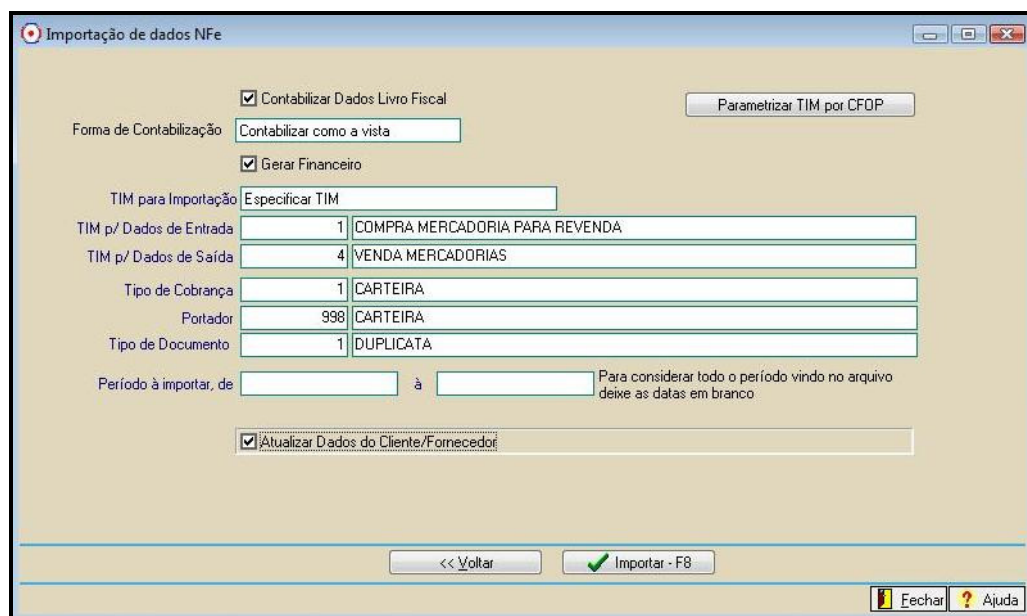 Importação de dados NFe
Contabilizar Dados Livro Fiscal
Parametrizar TIM por CFOP
Forma de Contabilização Contabilizar como a vista
Gerar Financeiro
TIM para Importação Especificar TIM
TIM p/ Dados de Entrada 1 COMPRA MERCADORIA PARA REVENDA
TIM p/ Dados de Saída 4 VENDA MERCADORIAS
Tipo de Cobrança 1 CARTEIRA
Portador 998 CARTEIRA
Tipo de Documento 1 DUPLICATA
Período à importar, de à Para considerar todo o período vindo no arquivo
deixe as datas em branco
Atualizar Dados do Cliente/Fornecedor
<< Voltar Importar - F8
Fechar ? Ajuda